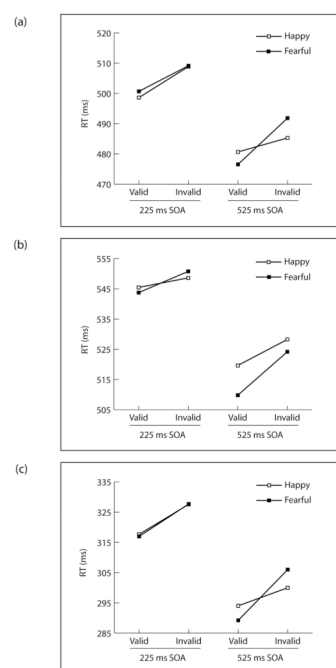 (a)
520
510
500
490
480
470
RT (ms)
Happy
Fearful
Valid Invalid Valid Invalid
225 ms SOA 525 ms SOA
(b)
555
545
535
525
515
505
RT (ms)
Happy
Fearful
Valid Invalid Valid Invalid
225 ms SOA 525 ms SOA
(c)
335
325
315
305
295
285
RT (ms)
Happy
Fearful
Valid Invalid Valid Invalid
225 ms SOA 525 ms SOA